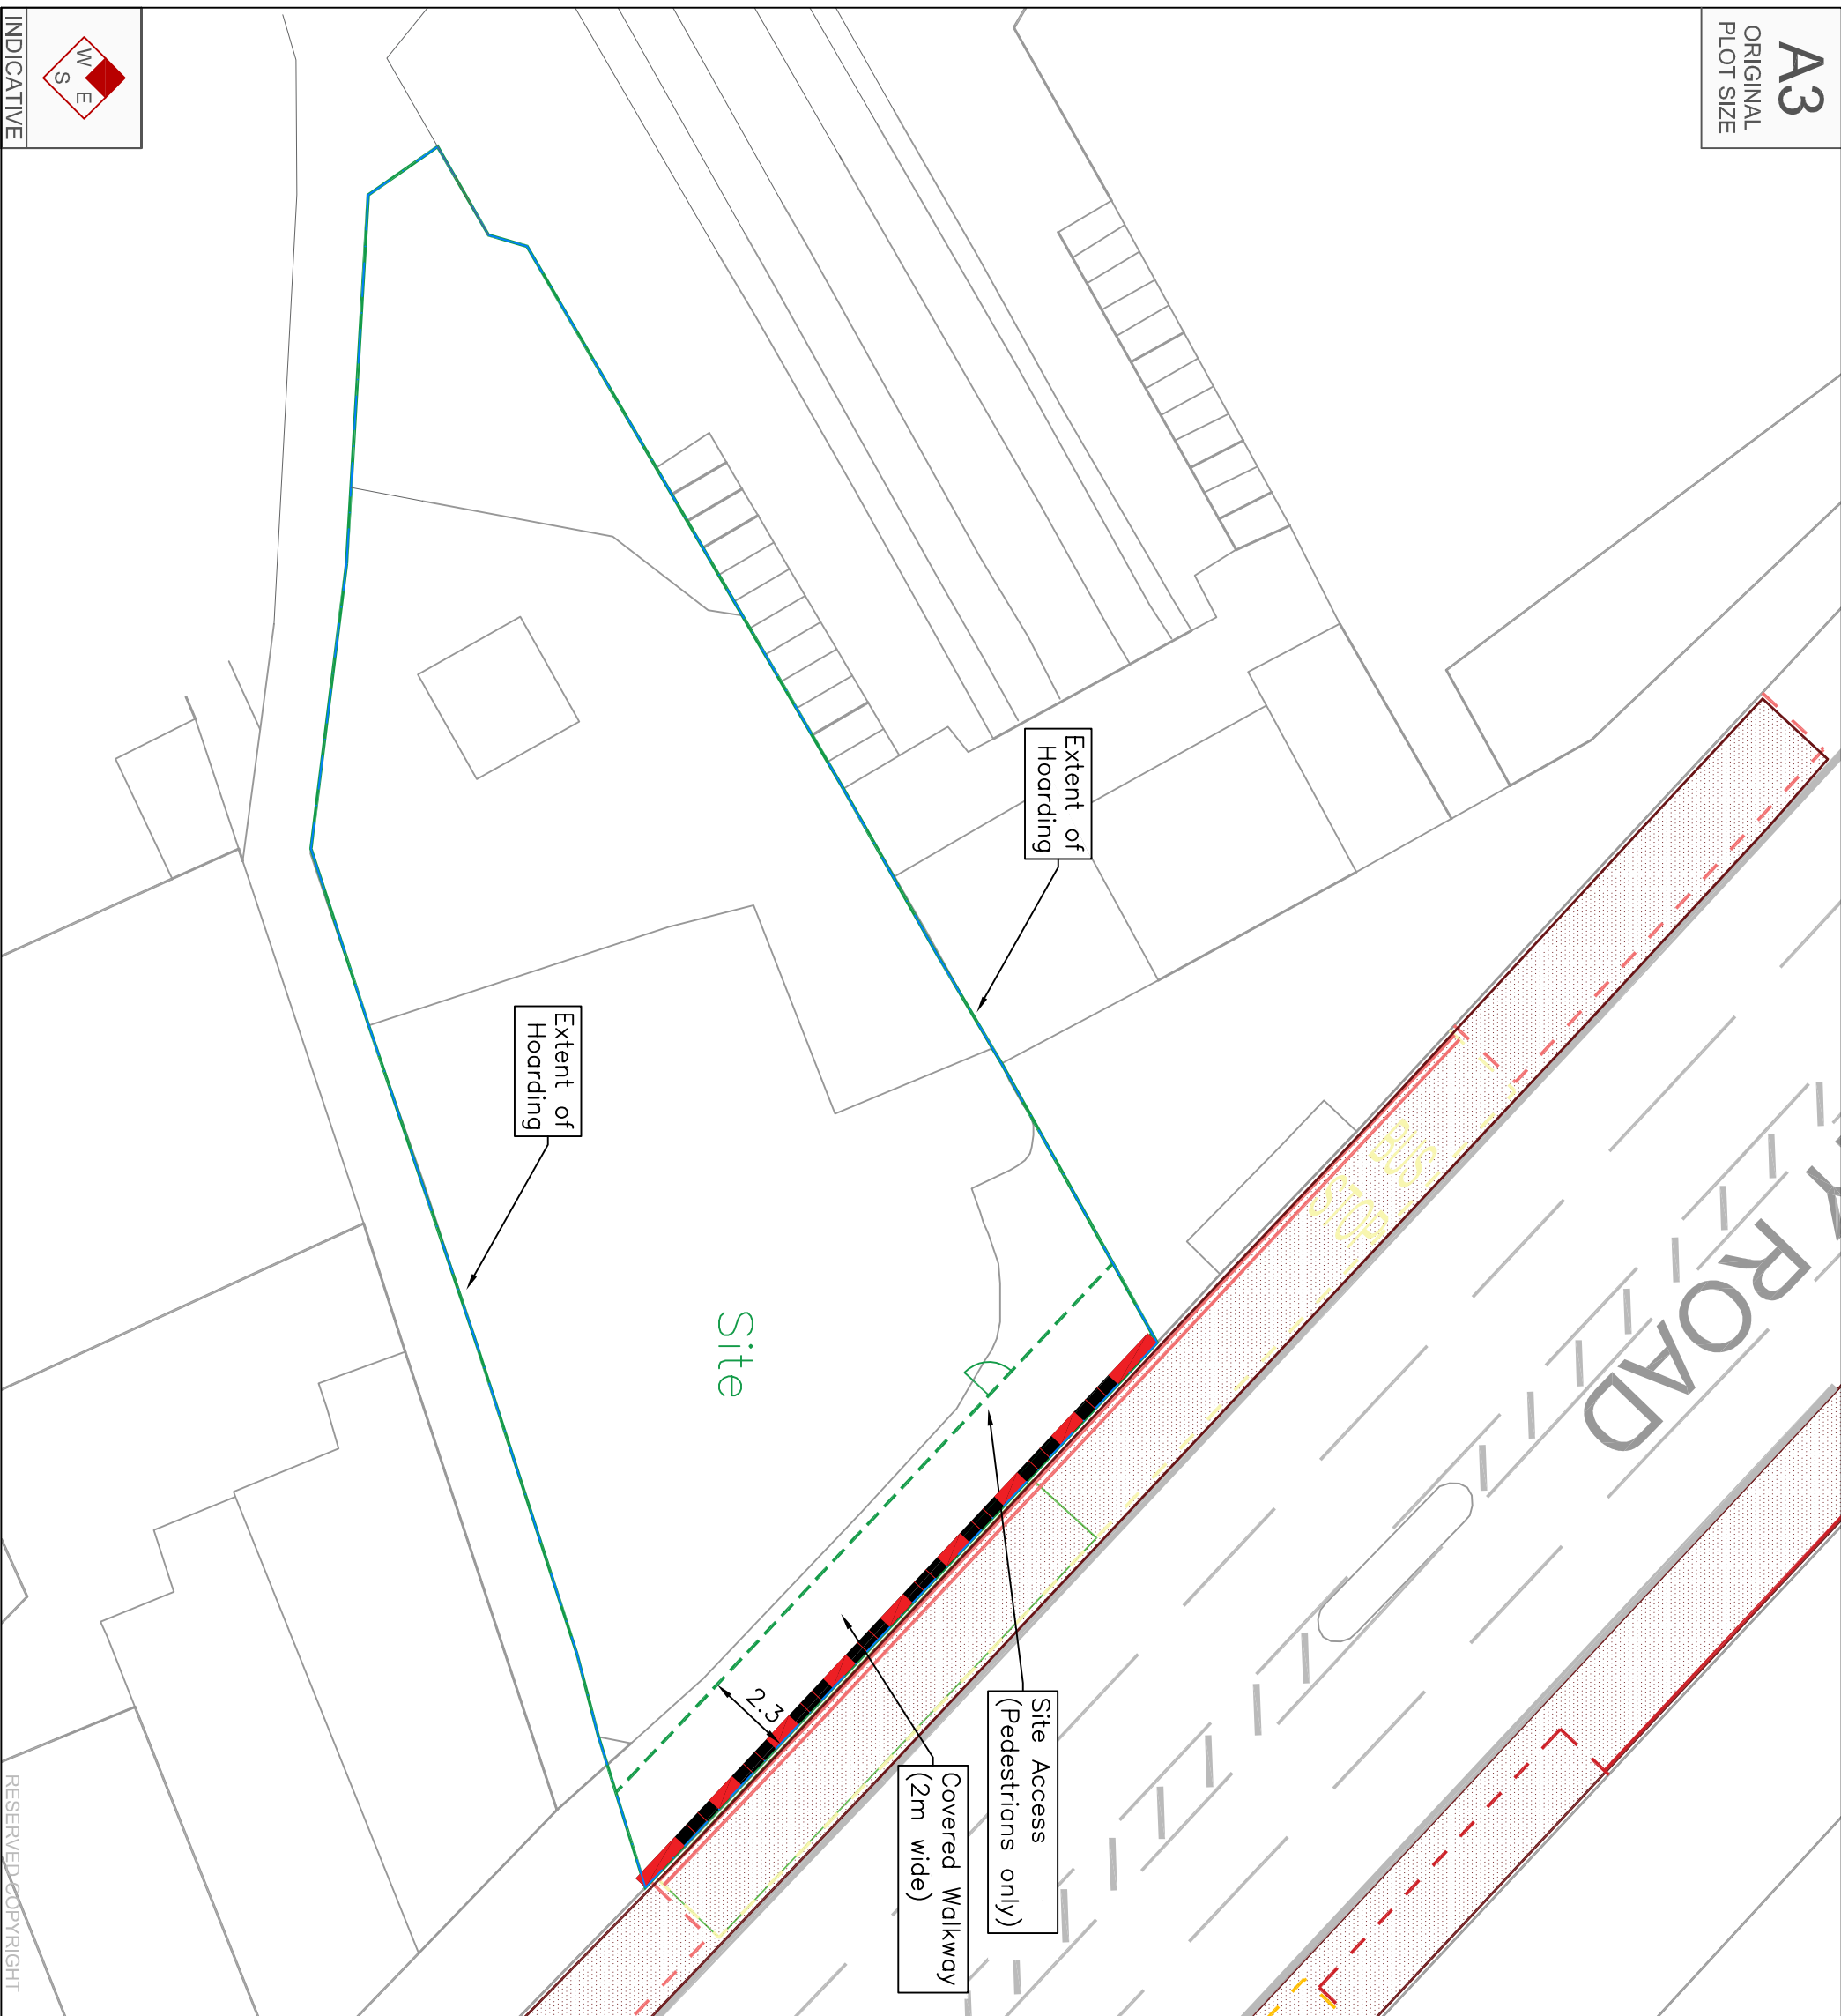 A3
ORIGINAL
PLOT SIZE
W
E
S
INDICATIVE
Extent of
Hoarding
Extent of
Hoarding
BUS
STOP
Y ROAD
Site
2.3
Site Access
(Pedestrians only)
Covered Walkway
(2m wide)
RESERVED COPYRIGHT